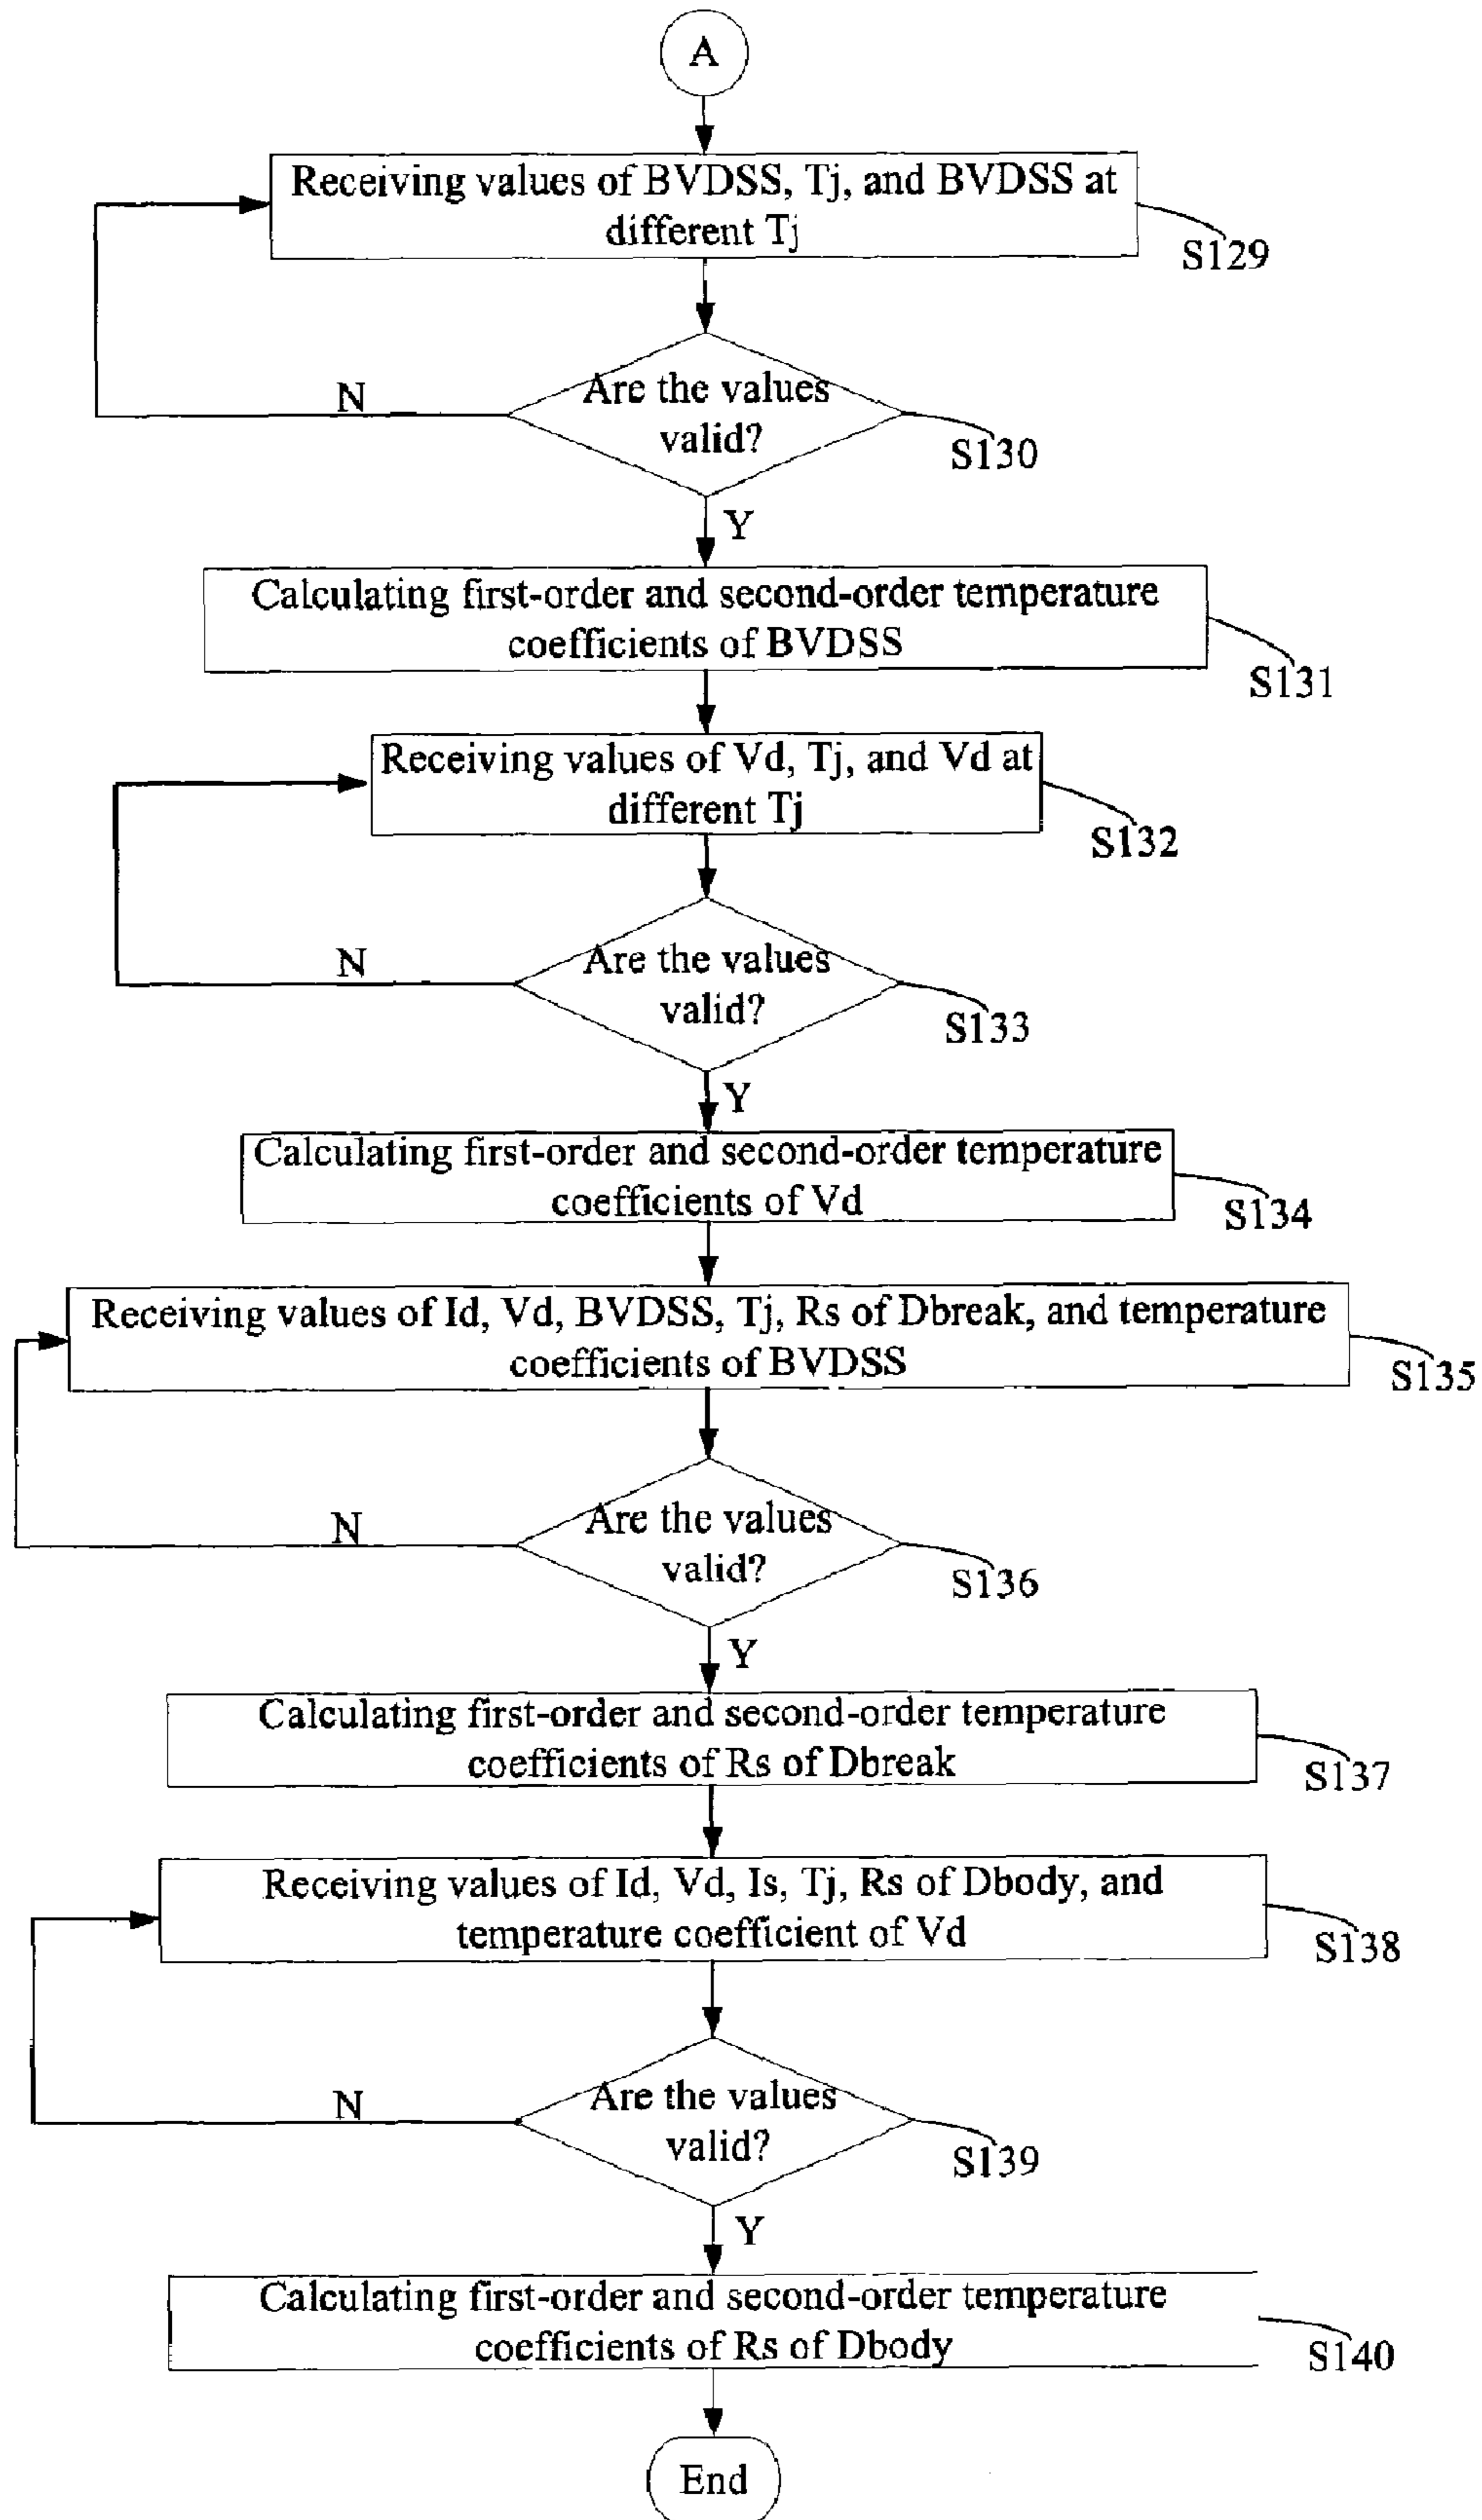 A
Receiving values of BVDSS, Tj, and BVDSS at
different Tj
S129
Are the values
valid?
N
S130
Y
Calculating first-order and second-order temperature
coefficients of BVDSS
S131
Receiving values of Vd, Tj, and Vd at
different Tj
S132
Are the values
valid?
N
S133
Y
Calculating first-order and second-order temperature
coefficients of Vd
S134
Receiving values of Id, Vd, BVDSS, Tj, Rs of Dbreak, and temperature
coefficients of BVDSS
S135
Are the values
valid?
N
S136
Y
Calculating first-order and second-order temperature
coefficients of Rs of Dbreak
S137
Receiving values of Id, Vd, Is, Tj, Rs of Dbody, and
temperature coefficient of Vd
S138
Are the values
valid?
N
S139
Y
Calculating first-order and second-order temperature
coefficients of Rs of Dbody
S140
End